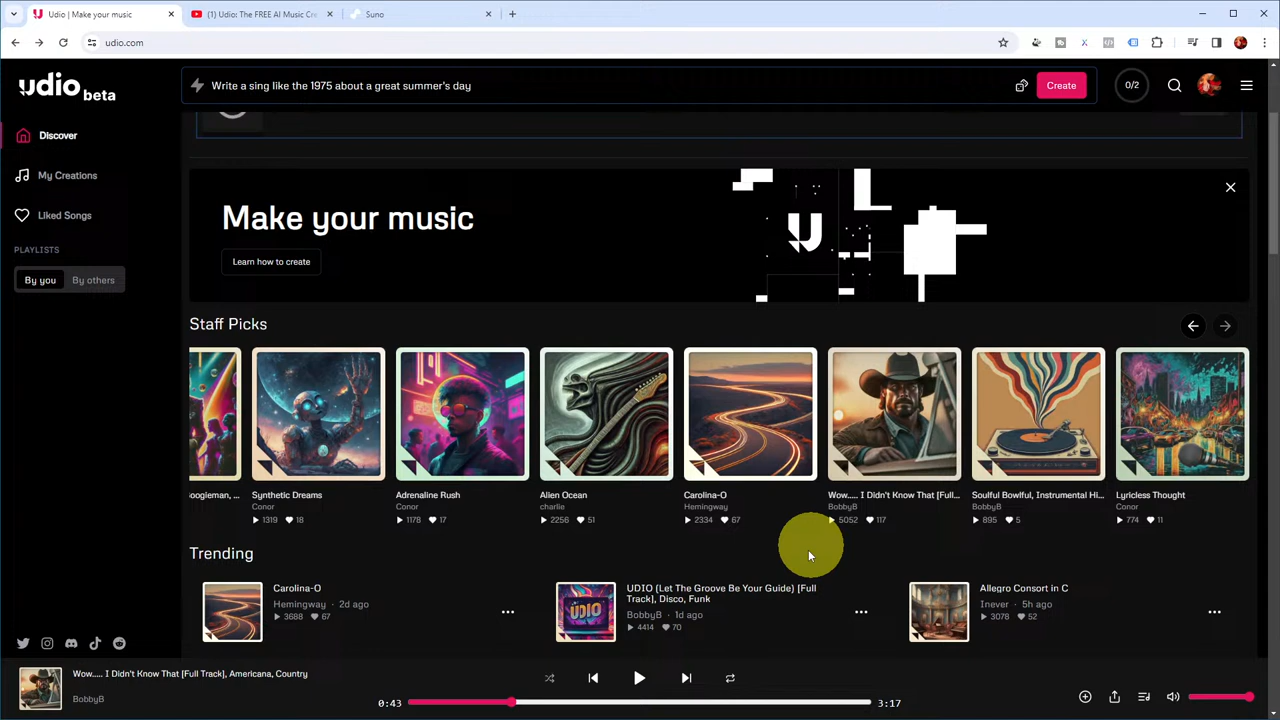 Udio | Make your music
(1) Udio: The FREE AI Music Cre
Suno
udio.com
udio beta
Write a sing like the 1975 about a great summer's day
Create
0/2
Discover
My Creations
Liked Songs
PLAYLISTS
By you
By others
Make your music
Learn how to create
U
Staff Picks
oogieman, ...
Synthetic Dreams
Conor
1319 18
Adrenaline Rush
Conor
1178 17
Alien Ocean
charlie
2256 51
Carolina-O
Hemingway
2334 67
Wow..... I Didn't Know That [Full...
BobbyB
5052 117
Soulful Bowlful, Instrumental Hi...
BobbyB
895 5
Lyricless Thought
Conor
774 11
Trending
Carolina-O
Hemingway · 2d ago
3688 67
UDIO
UDIO (Let The Groove Be Your Guide) [Full
Track], Disco, Funk
BobbyB · 1d ago
4414 70
Allegro Consort in C
Inever · 5h ago
3078 52
Wow..... I Didn't Know That [Full Track], Americana, Country
BobbyB
0:43
3:17